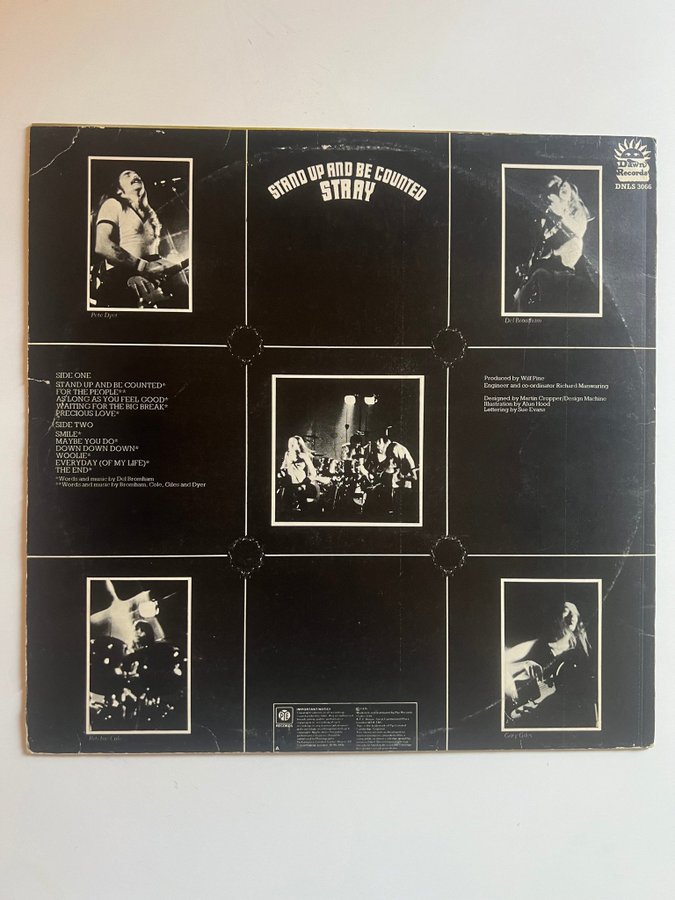 STAND UP AND BE COUNTED
STRAY
Dawn
Records
DNLS 3066
Pete Dyer
Del Bromham
SIDE ONE
STAND UP AND BE COUNTED*
FOR THE PEOPLE**
AS LONG AS YOU FEEL GOOD*
WAITING FOR THE BIG BREAK*
PRECIOUS LOVE*
SIDE TWO
SMILE*
MAYBE YOU DO*
DOWN DOWN DOWN*
WOOLIE*
EVERYDAY (OF MY LIFE)*
THE END*
*Words and music by Del Bromham
**Words and music by Bromham, Cole, Giles and Dyer
Produced by Wilf Pine
Engineer and co-ordinator Richard Manwaring
Designed by Martin Cropper/Design Machine
Illustration by Alun Hood
Lettering by Sue Evans
Ritchie Cole
Gary Giles
PYE
RECORDS
IMPORTANT NOTICE